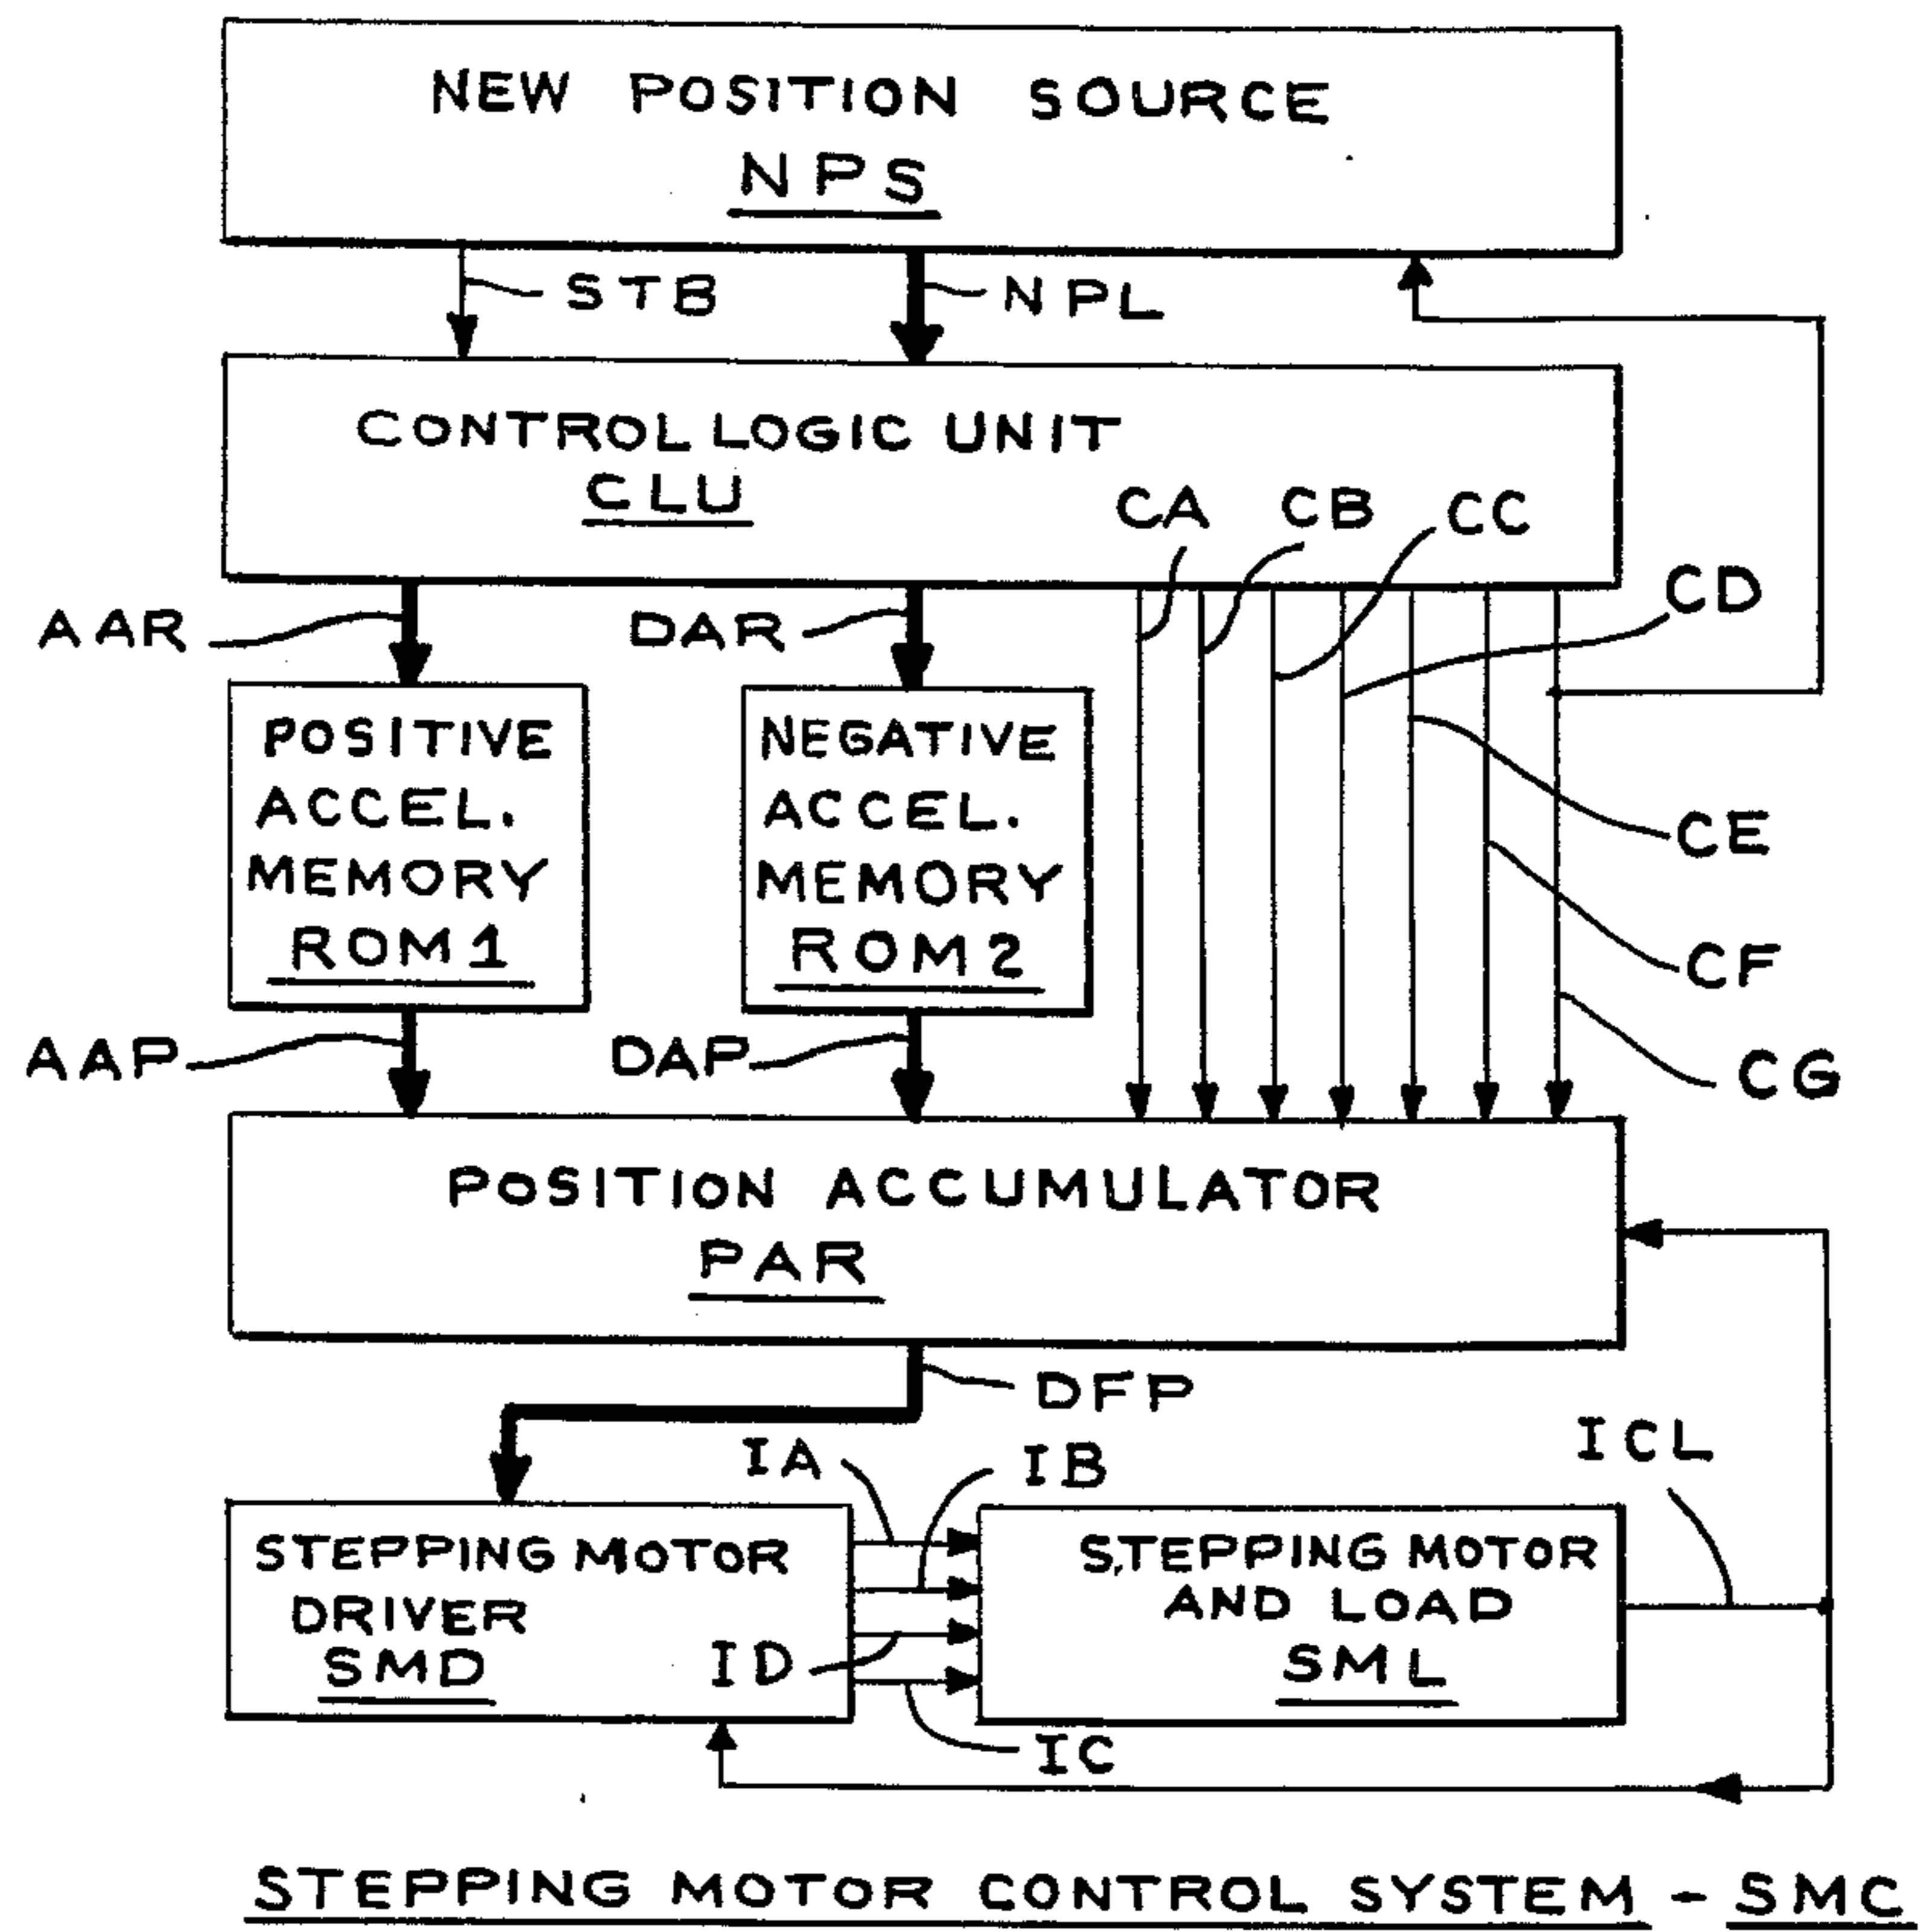 NEW POSITION SOURCE
NPS
STB
NPL
CONTROL LOGIC UNIT
CLU
CA
CB
CC
CD
AAR
DAR
POSITIVE
ACCEL.
MEMORY
ROM1
NEGATIVE
ACCEL.
MEMORY
ROM2
CE
CF
CG
AAP
DAP
POSITION ACCUMULATOR
PAR
DFP
IA
IB
ICL
STEPPING MOTOR
DRIVER
SMD
ID
IC
STEPPING MOTOR
AND LOAD
SML
STEPPING MOTOR CONTROL SYSTEM - SMC